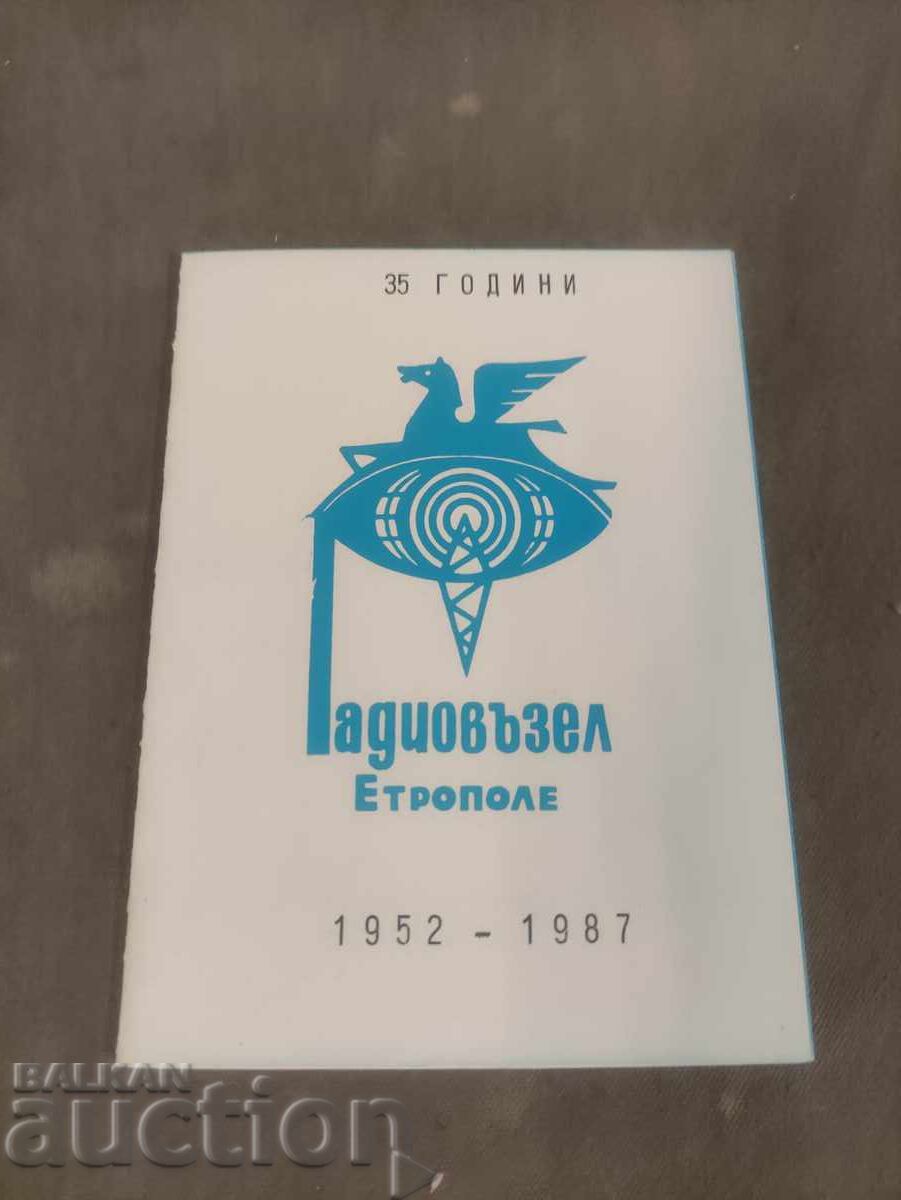 35 ГОДИНИ
Радиовъзел
ЕТРОПОЛЕ
1952 - 1987
BALKAN
auction